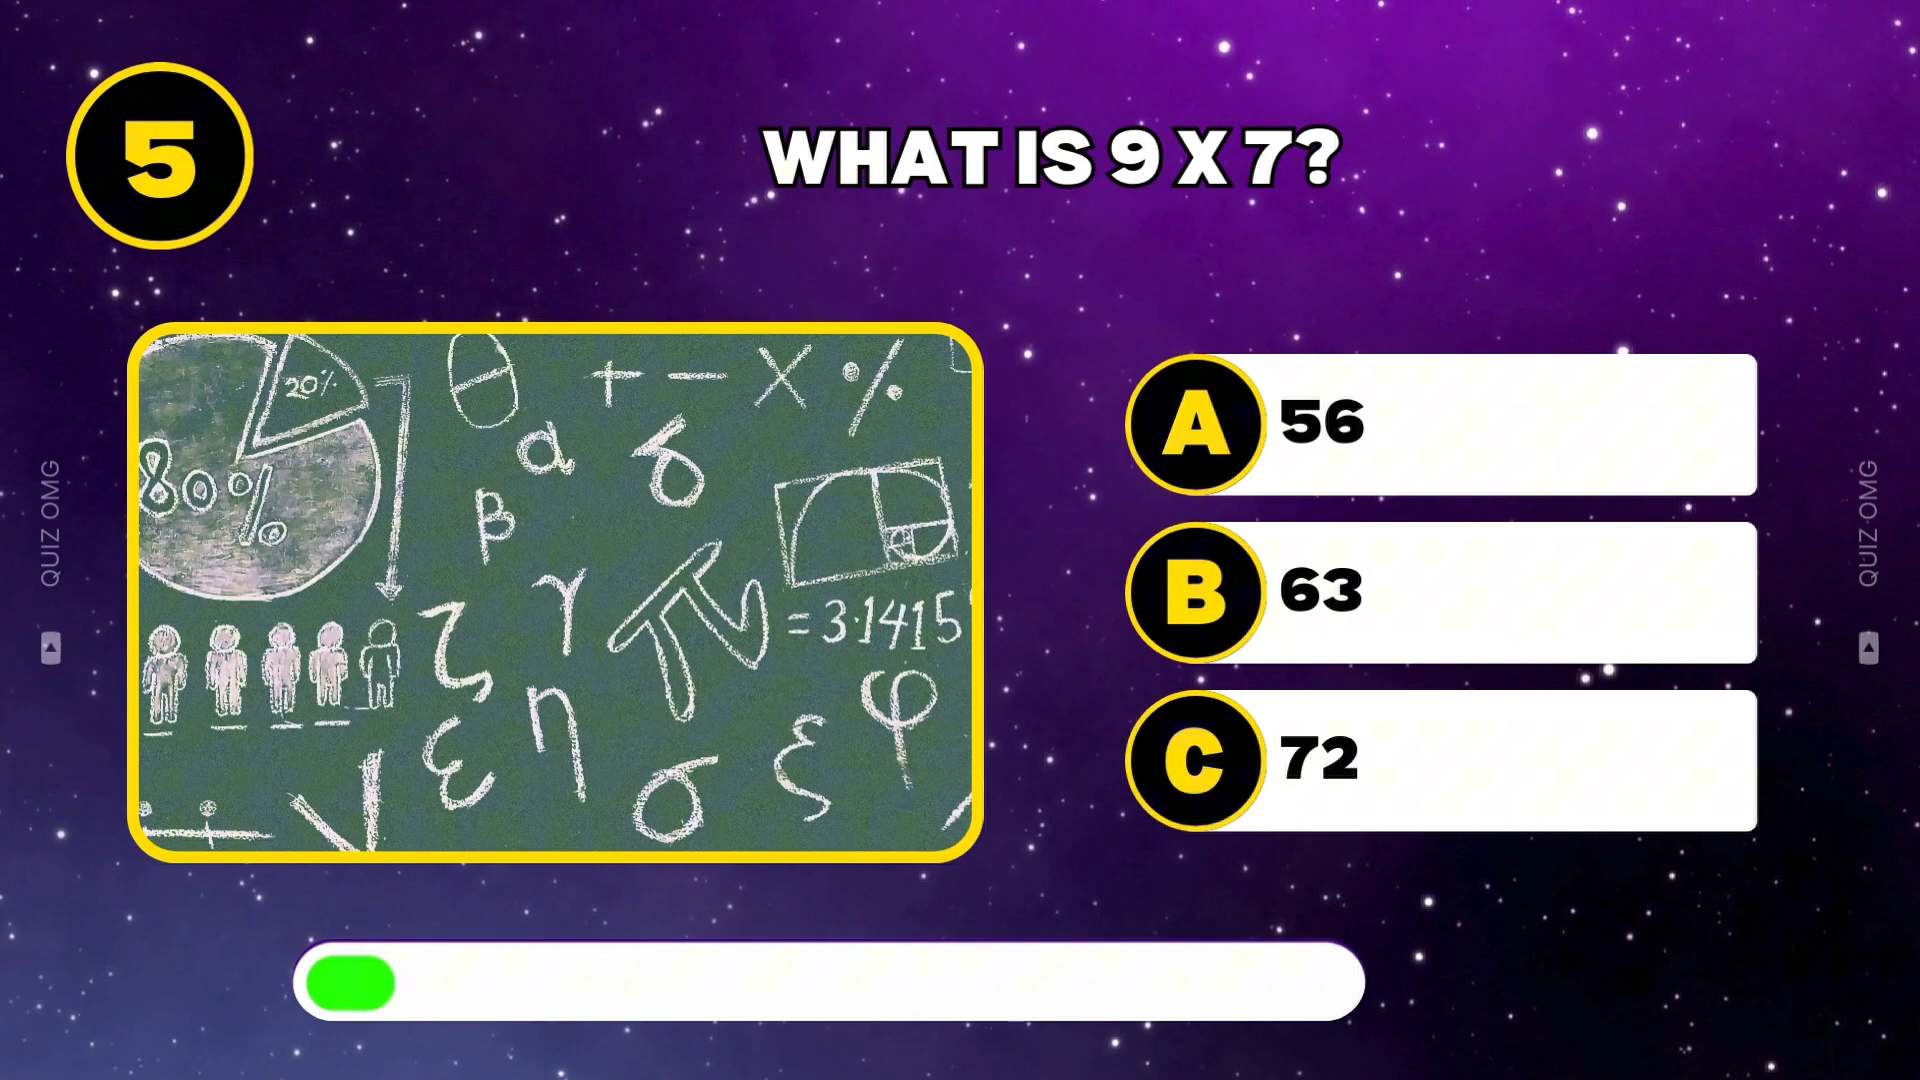 5
WHAT IS 9 X 7?
20%
80%
θ + − × %
α δ
β
γ
π = 3.1415
ζ
η
φ
ε
σ
ξ
÷
√
A 56
B 63
C 72
QUIZ OMG
QUIZ OMG